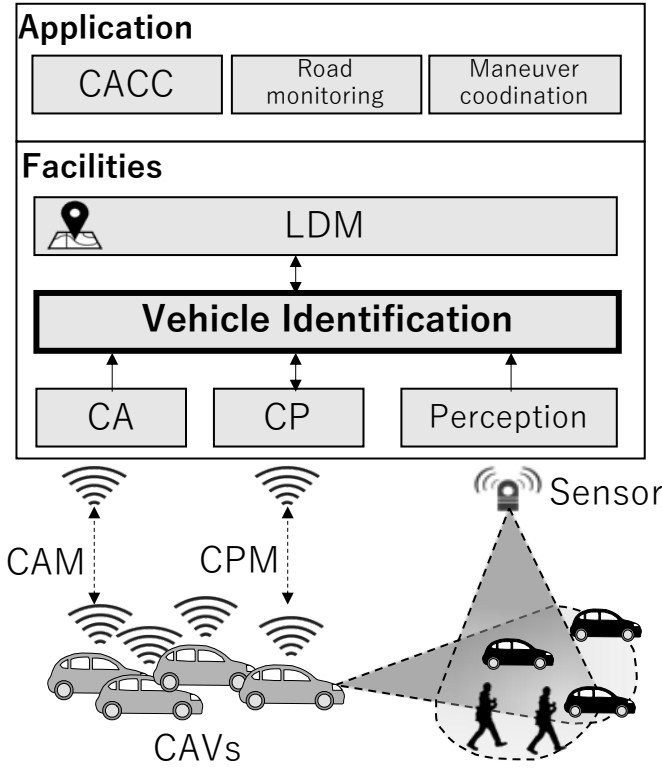 Application
CACC
Road
monitoring
Maneuver
coodination
Facilities
LDM
Vehicle Identification
CA
CP
Perception
Sensor
CAM
CPM
CAVs